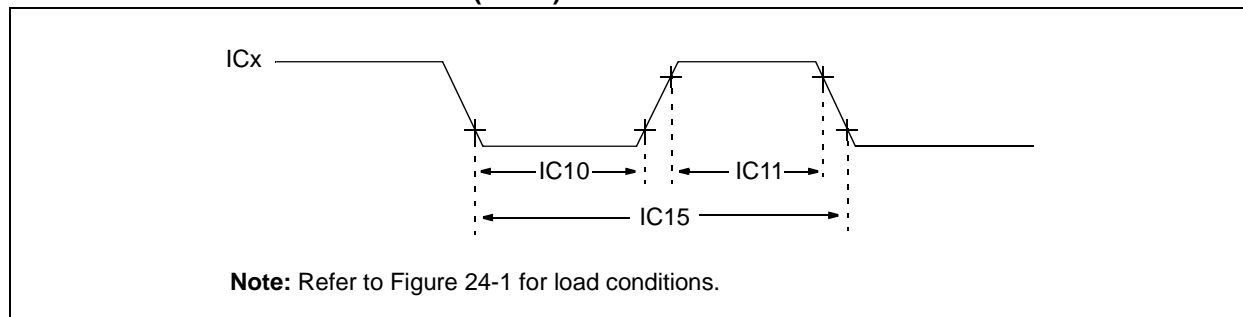 ICx
IC10
IC11
IC15
Note: Refer to Figure 24-1 for load conditions.